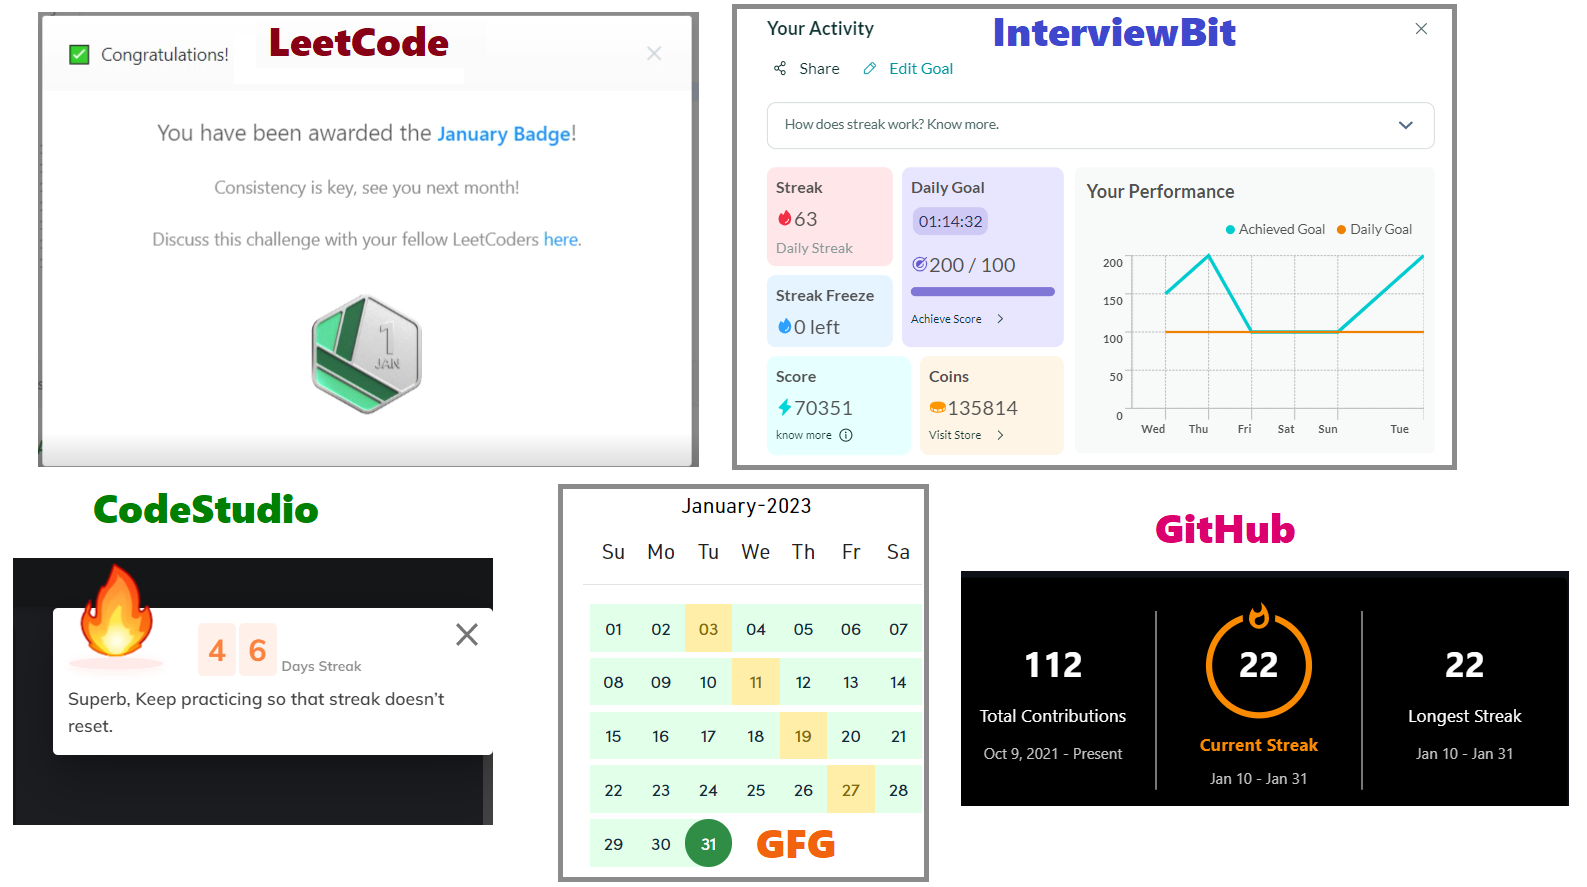 LeetCode
Congratulations!
You have been awarded the January Badge!
Consistency is key, see you next month!
Discuss this challenge with your fellow LeetCoders here.
1
JAN
InterviewBit
Your Activity
Share Edit Goal
How does streak work? Know more.
Streak
63
Daily Streak
Streak Freeze
0 left
Daily Goal
01:14:32
200 / 100
Achieve Score
Score
70351
know more
Coins
135814
Visit Store
Your Performance
Achieved Goal Daily Goal
200
150
100
50
0
Wed Thu Fri Sat Sun Tue
CodeStudio
4 6 Days Streak
Superb, Keep practicing so that streak doesn't
reset.
January-2023
Su Mo Tu We Th Fr Sa
01 02 03 04 05 06 07
08 09 10 11 12 13 14
15 16 17 18 19 20 21
22 23 24 25 26 27 28
29 30 31
GFG
GitHub
112
Total Contributions
Oct 9, 2021 - Present
22
Current Streak
Jan 10 - Jan 31
22
Longest Streak
Jan 10 - Jan 31